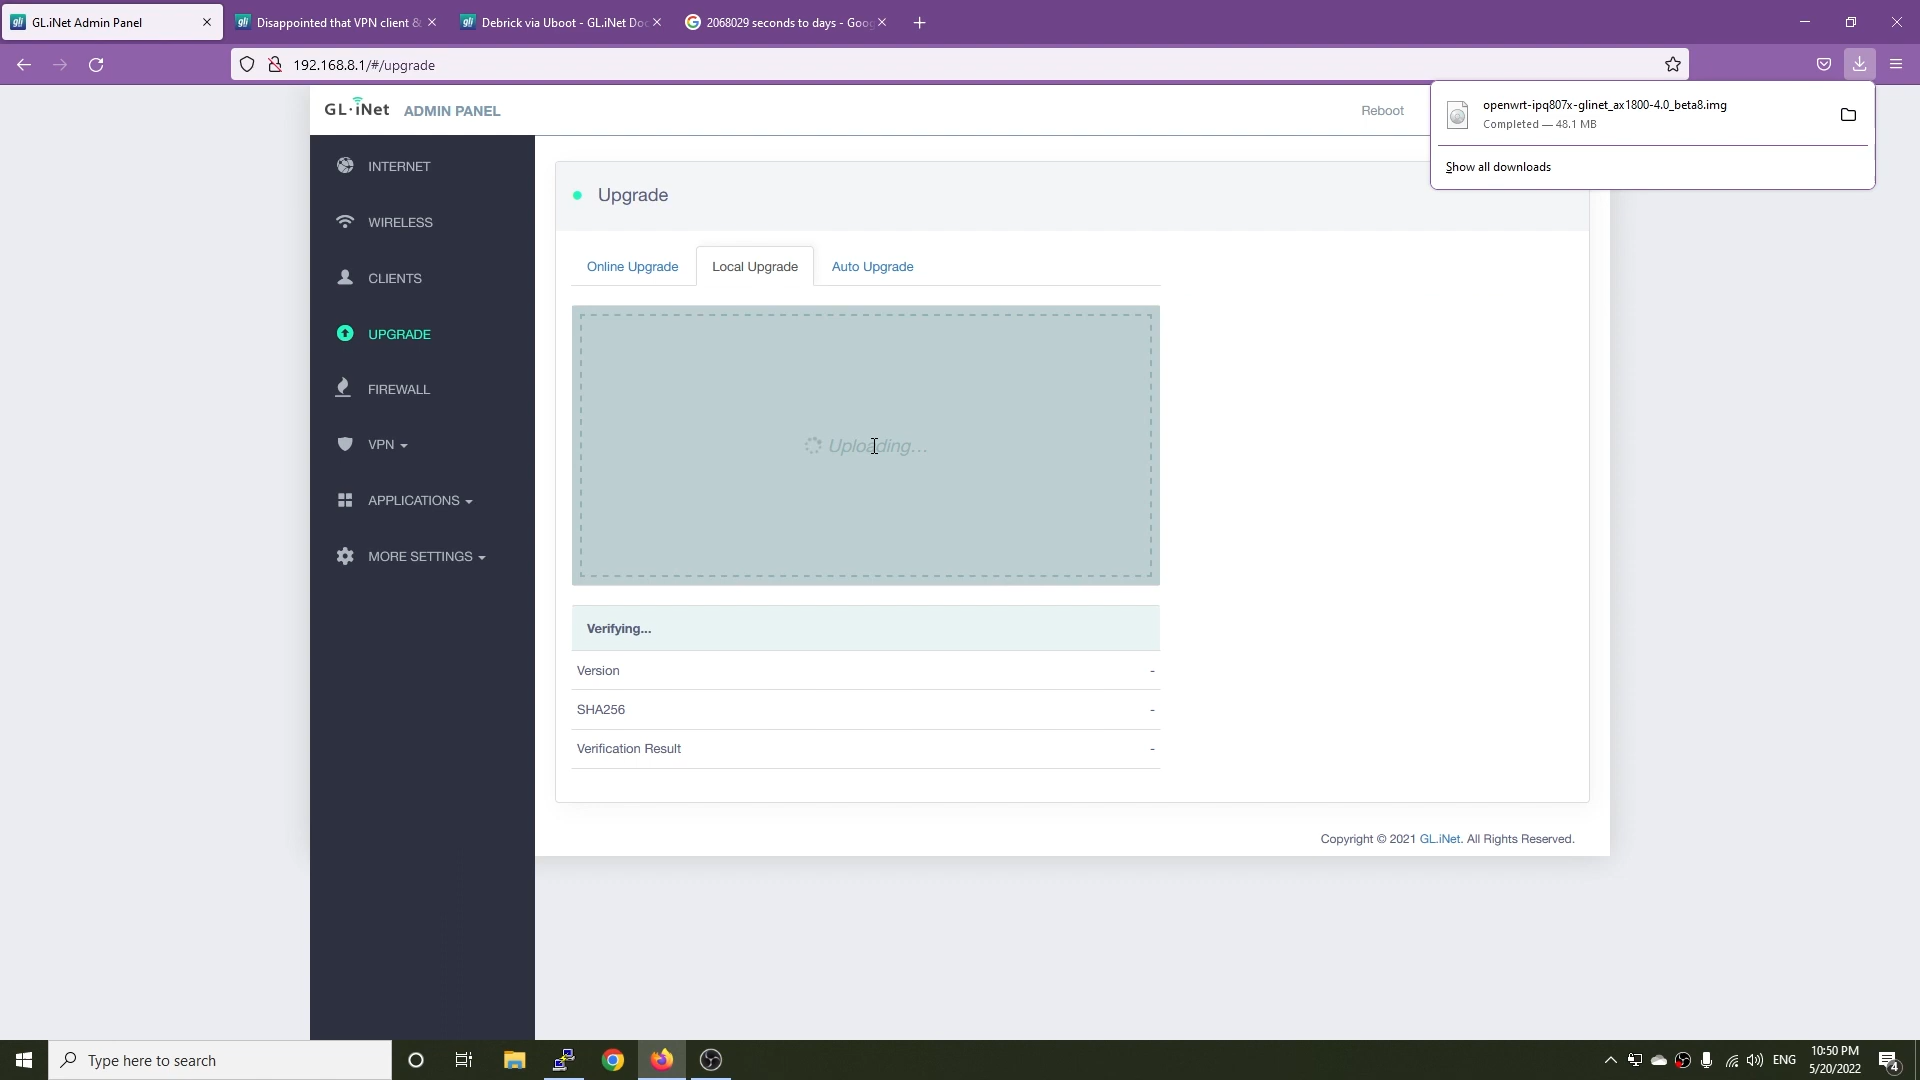 GL.iNet Admin Panel
Disappointed that VPN client &
Debrick via Uboot - GL.iNet Doc
2068029 seconds to days - Goog
192.168.8.1/#/upgrade
openwrt-ipq807x-glinet_ax1800-4.0_beta8.img
Completed — 48.1 MB
Show all downloads
GL·iNet ADMIN PANEL
Reboot
INTERNET
WIRELESS
CLIENTS
UPGRADE
FIREWALL
VPN
APPLICATIONS
MORE SETTINGS
Upgrade
Online Upgrade
Local Upgrade
Auto Upgrade
Uploading...
Verifying...
Version -
SHA256 -
Verification Result -
Copyright © 2021 GL.iNet. All Rights Reserved.
Type here to search
ENG
10:50 PM
5/20/2022
4